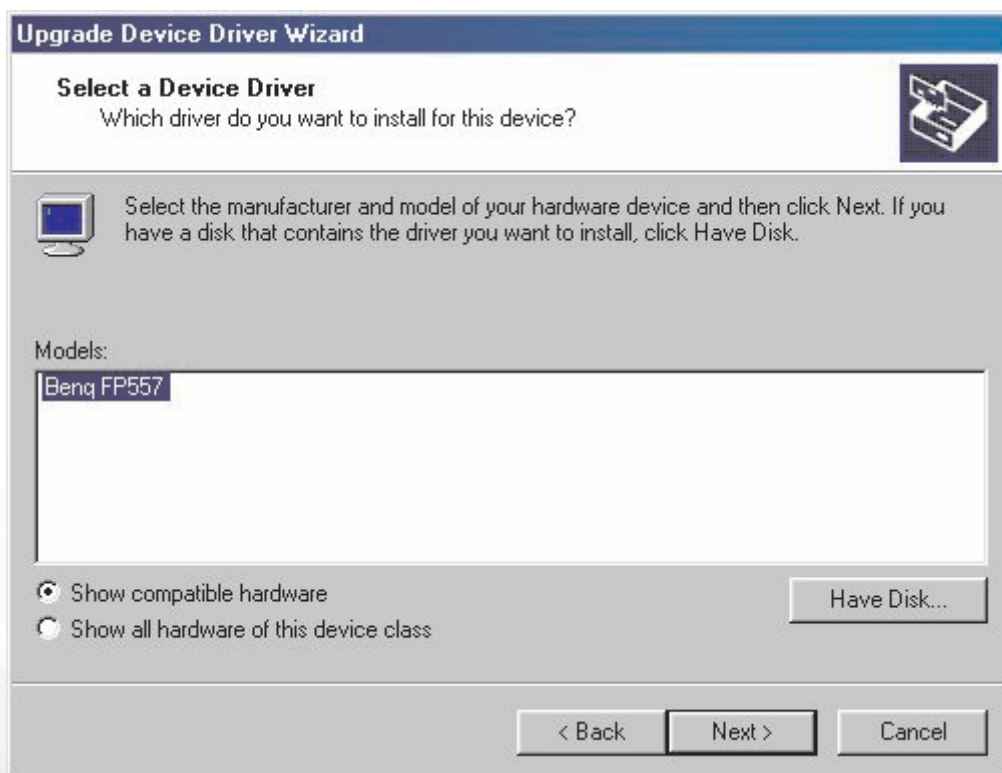 Upgrade Device Driver Wizard
Select a Device Driver
Which driver do you want to install for this device?
Select the manufacturer and model of your hardware device and then click Next. If you
have a disk that contains the driver you want to install, click Have Disk.
Models:
Benq FP557
Show compatible hardware
Have Disk...
Show all hardware of this device class
< Back
Next >
Cancel